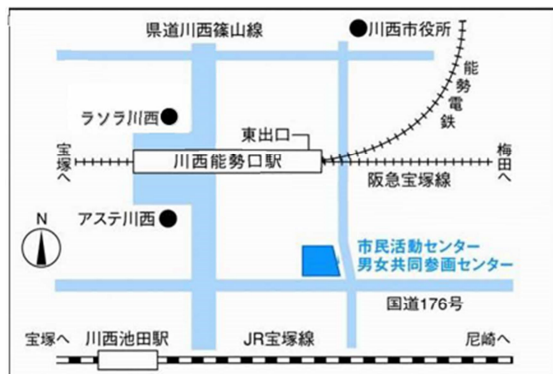 県道川西篠山線
川西市役所
能勢電鉄
ラソラ川西
東出口
宝塚へ
川西能勢口駅
梅田へ
阪急宝塚線
アステ川西
N
市民活動センター
男女共同参画センター
国道176号
宝塚へ
川西池田駅
JR宝塚線
尼崎へ